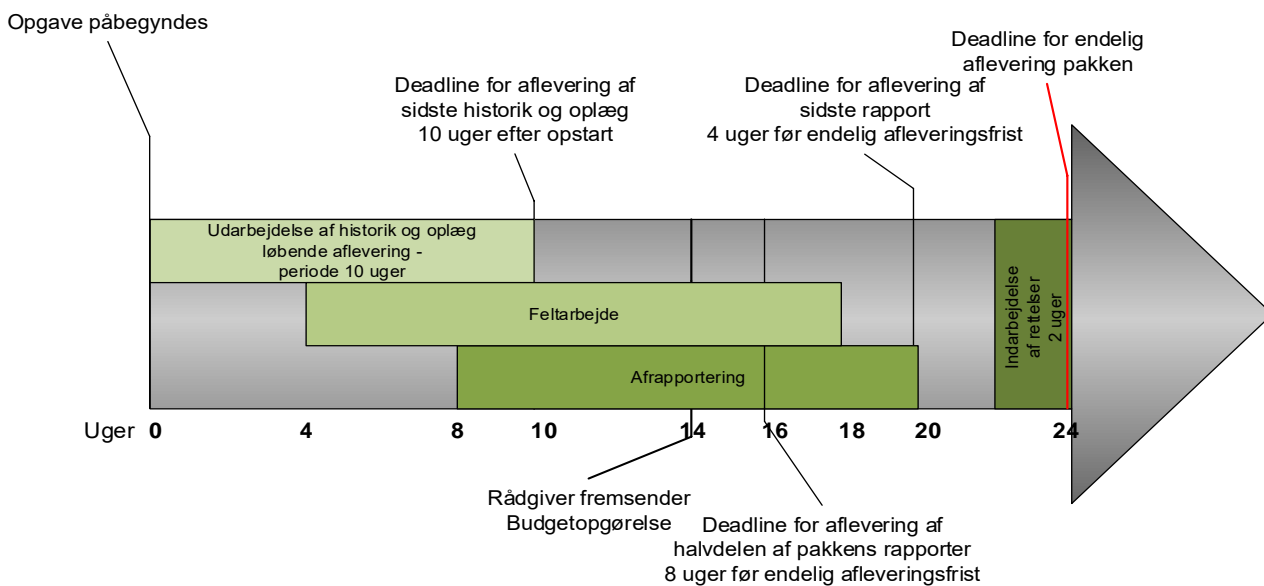 Opgave påbegyndes
Deadline for aflevering af
sidste historik og oplæg
10 uger efter opstart
Deadline for aflevering af
sidste rapport
4 uger før endelig afleveringsfrist
Deadline for endelig
aflevering pakken
Udarbejdelse af historik og oplæg
løbende aflevering -
periode 10 uger
Feltarbejde
Afrapportering
Indarbejdelse
af rettelser
2 uger
Uger 0 4 8 10 14 16 18 20 24
Rådgiver fremsender
Budgetopgørelse
Deadline for aflevering af
halvdelen af pakkens rapporter
8 uger før endelig afleveringsfrist